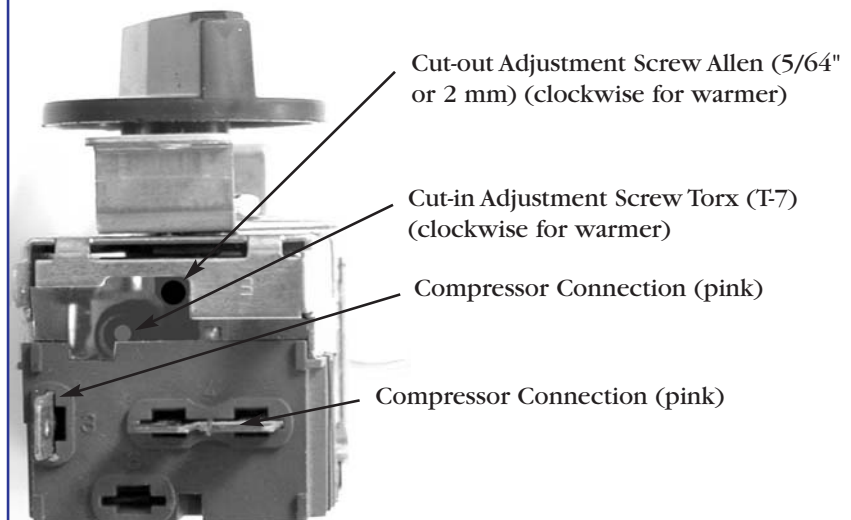 Cut-out Adjustment Screw Allen (5/64"
or 2 mm) (clockwise for warmer)
Cut-in Adjustment Screw Torx (T-7)
(clockwise for warmer)
Compressor Connection (pink)
Compressor Connection (pink)